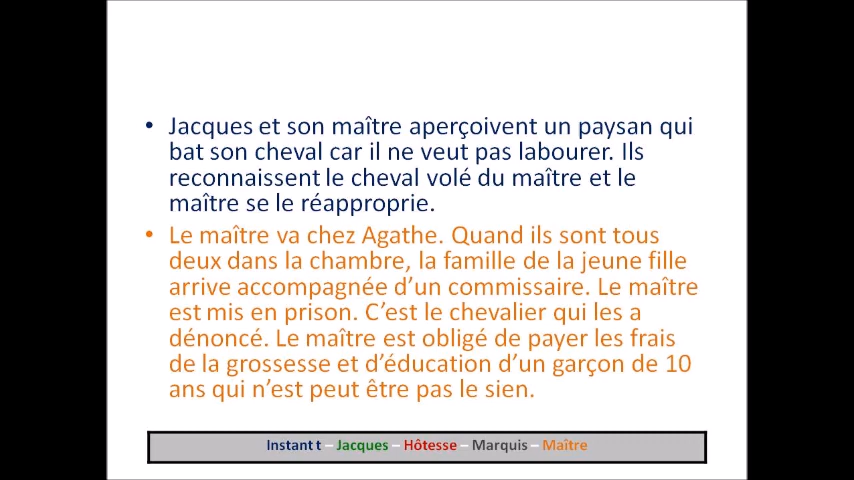 • Jacques et son maître aperçoivent un paysan qui
bat son cheval car il ne veut pas labourer. Ils
reconnaissent le cheval volé du maître et le
maître se le réapproprie.
• Le maître va chez Agathe. Quand ils sont tous
deux dans la chambre, la famille de la jeune fille
arrive accompagnée d’un commissaire. Le maître
est mis en prison. C’est le chevalier qui les a
dénoncé. Le maître est obligé de payer les frais
de la grossesse et d’éducation d’un garçon de 10
ans qui n’est peut être pas le sien.
Instant t – Jacques – Hôtesse – Marquis – Maître